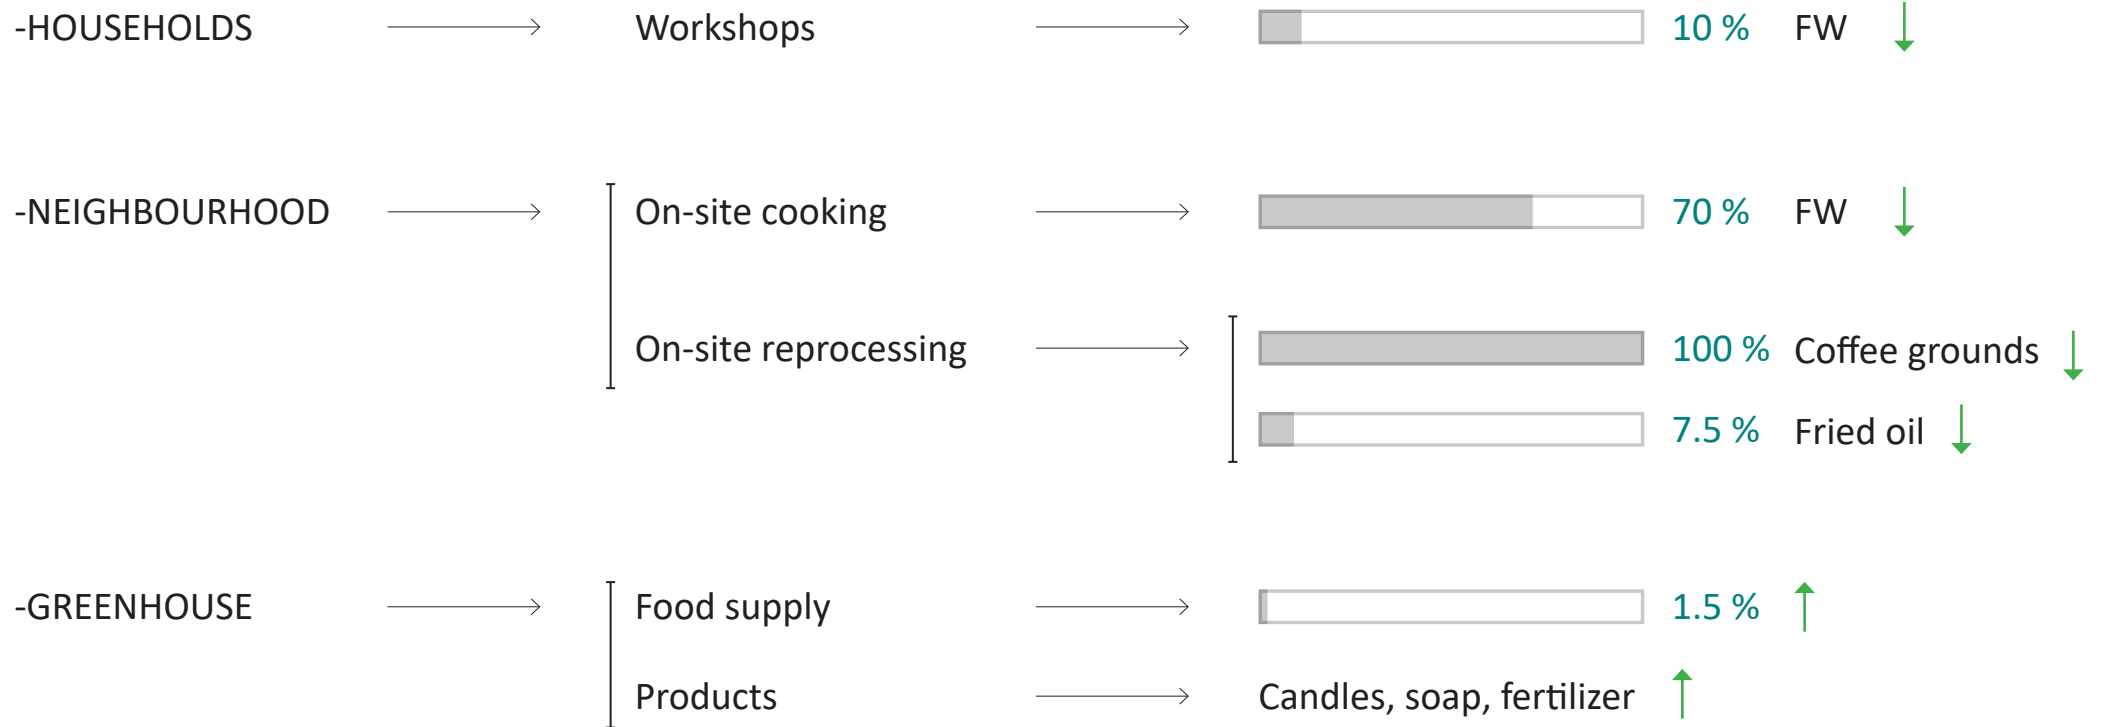 -HOUSEHOLDS Workshops 10 % FW
-NEIGHBOURHOOD On-site cooking 70 % FW
On-site reprocessing 100 % Coffee grounds
7.5 % Fried oil
-GREENHOUSE Food supply 1.5 %
Products Candles, soap, fertilizer